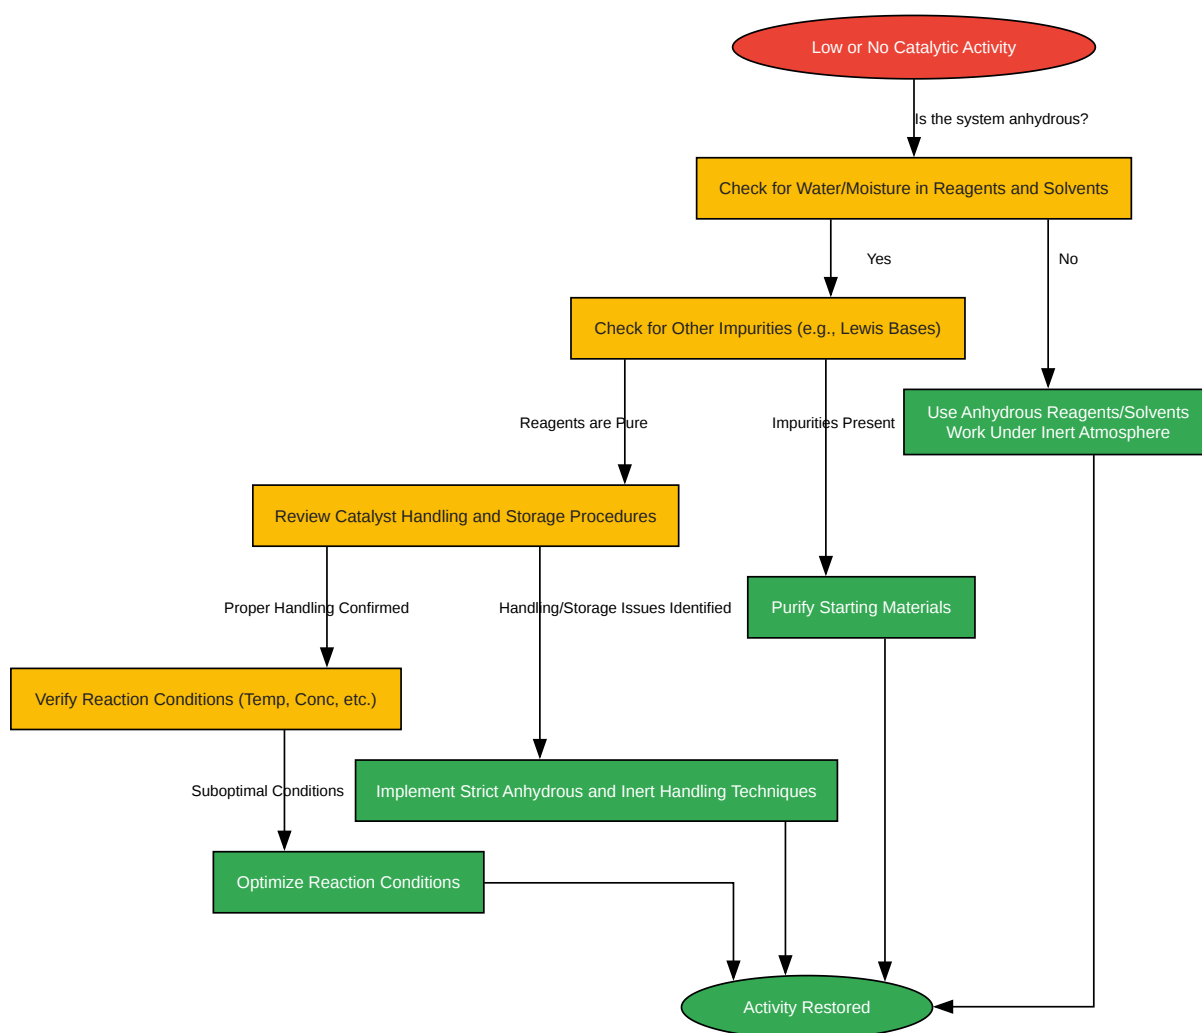 Low or No Catalytic Activity
Is the system anhydrous?
Check for Water/Moisture in Reagents and Solvents
Yes
No
Check for Other Impurities (e.g., Lewis Bases)
Use Anhydrous Reagents/Solvents
Work Under Inert Atmosphere
Reagents are Pure
Impurities Present
Review Catalyst Handling and Storage Procedures
Proper Handling Confirmed
Handling/Storage Issues Identified
Purify Starting Materials
Verify Reaction Conditions (Temp, Conc, etc.)
Suboptimal Conditions
Implement Strict Anhydrous and Inert Handling Techniques
Optimize Reaction Conditions
Activity Restored